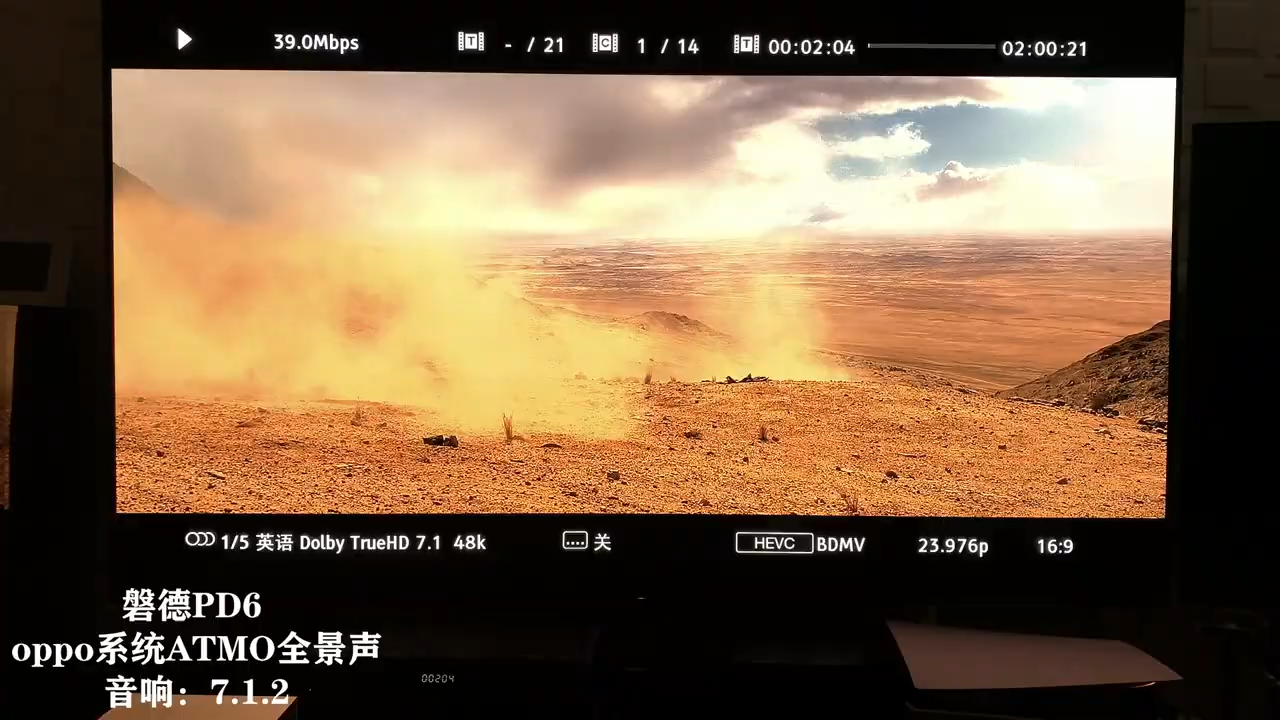 39.0Mbps T - / 21 C 1 / 14 T 00:02:04 02:00:21
1/5 英语 Dolby TrueHD 7.1 48k 关 HEVC BDMV 23.976p 16:9
磐德PD6
oppo系统ATMO全景声
音响：7.1.2
00204